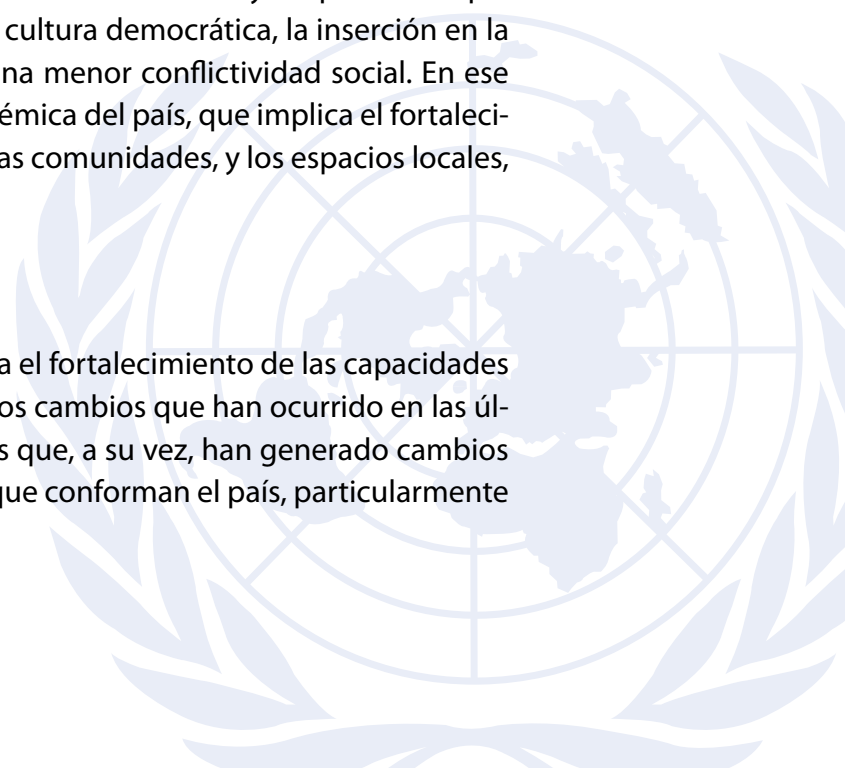 cultura democrática, la inserción en la
na menor conflictividad social. En ese
émica del país, que implica el fortaleci-
as comunidades, y los espacios locales,
a el fortalecimiento de las capacidades
os cambios que han ocurrido en las úl-
s que, a su vez, han generado cambios
que conforman el país, particularmente